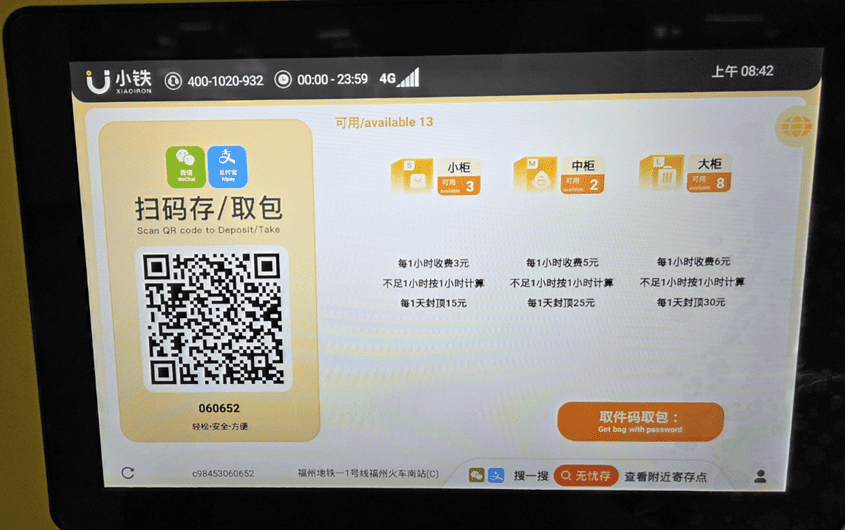 小铁
XIAOIRON
400-1020-932
00:00 - 23:59
4G
上午 08:42
微信
WeChat
支付宝
Alipay
扫码存/取包
Scan QR code to Deposit/Take
060652
轻松·安全·方便
可用/available 13
S
小柜
可用
available
3
M
中柜
可用
available
2
L
大柜
可用
available
8
每1小时收费3元
不足1小时按1小时计算
每1天封顶15元
每1小时收费5元
不足1小时按1小时计算
每1天封顶25元
每1小时收费6元
不足1小时按1小时计算
每1天封顶30元
取件码取包：
Get bag with password
c98453060652
福州地铁一1号线福州火车南站(C)
搜一搜
无忧存
查看附近寄存点